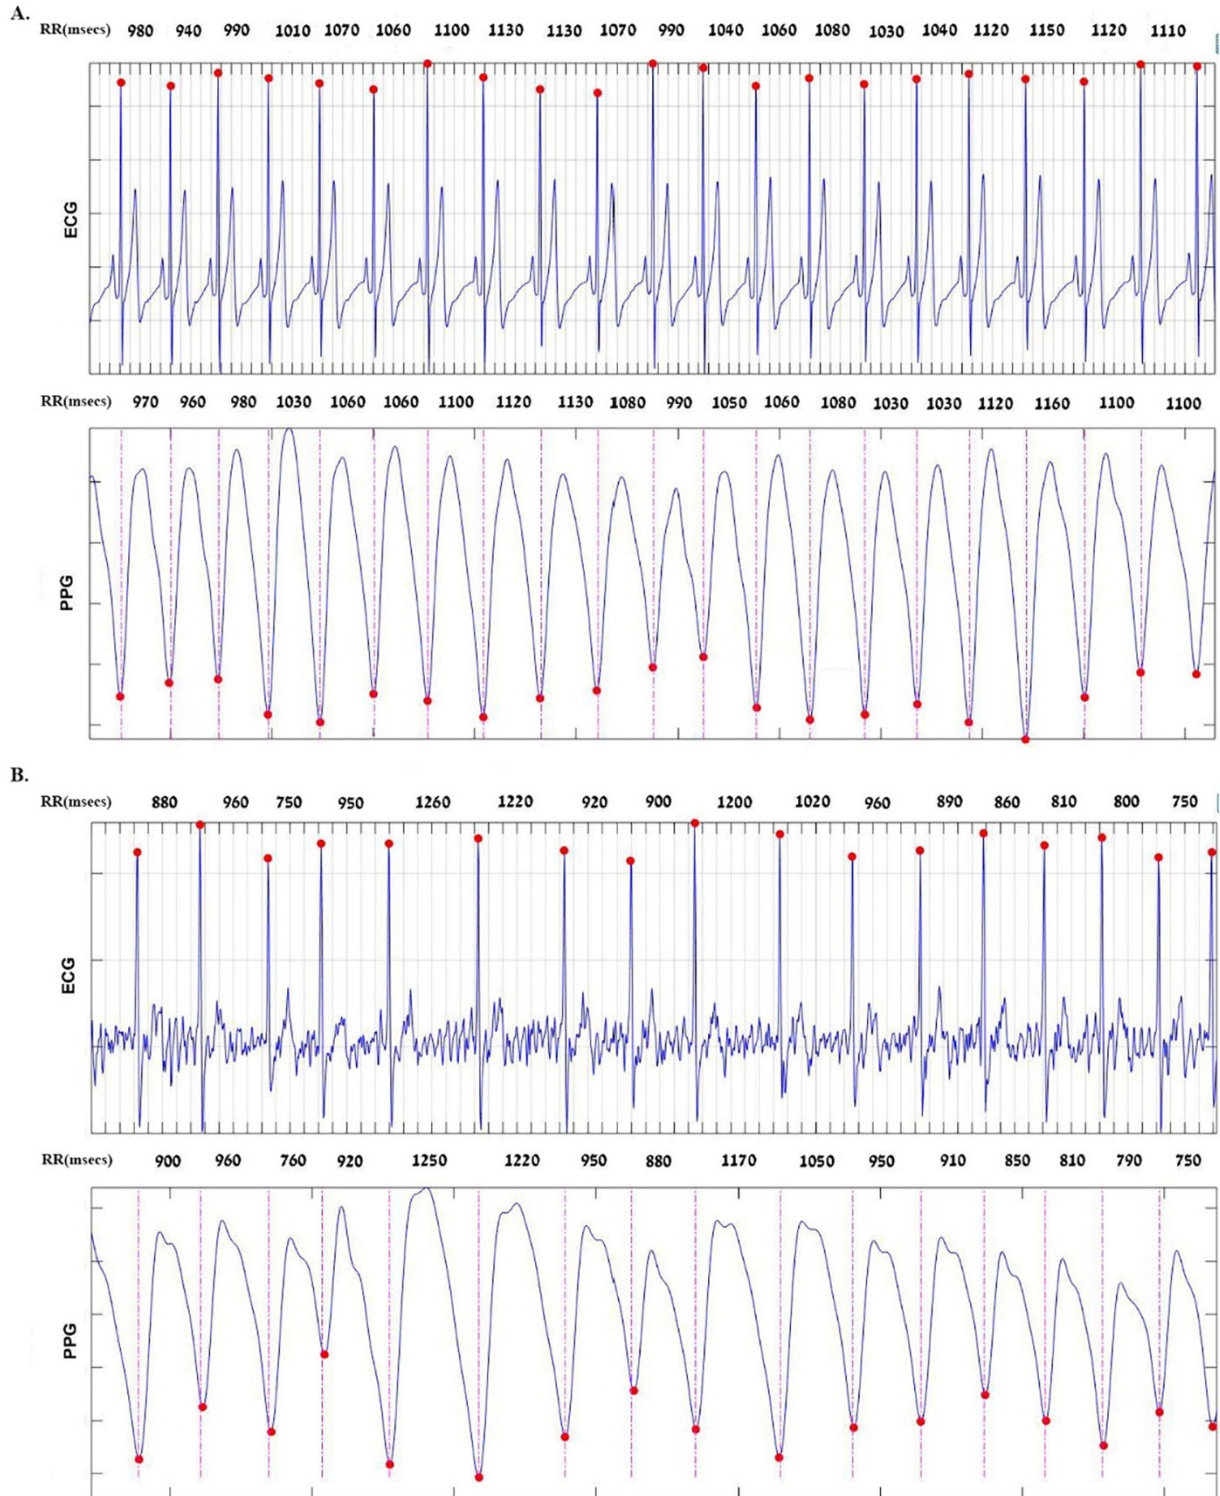 A.
RR(msecs) 980 940 990 1010 1070 1060 1100 1130 1130 1070 990 1040 1060 1080 1030 1040 1120 1150 1120 1110
ECG
RR(msecs) 970 960 980 1030 1060 1060 1100 1120 1130 1080 990 1050 1060 1080 1030 1030 1120 1160 1100 1100
PPG
B.
RR(msecs) 880 960 750 950 1260 1220 920 900 1200 1020 960 890 860 810 800 750
ECG
RR(msecs) 900 960 760 920 1250 1220 950 880 1170 1050 950 910 850 810 790 750
PPG